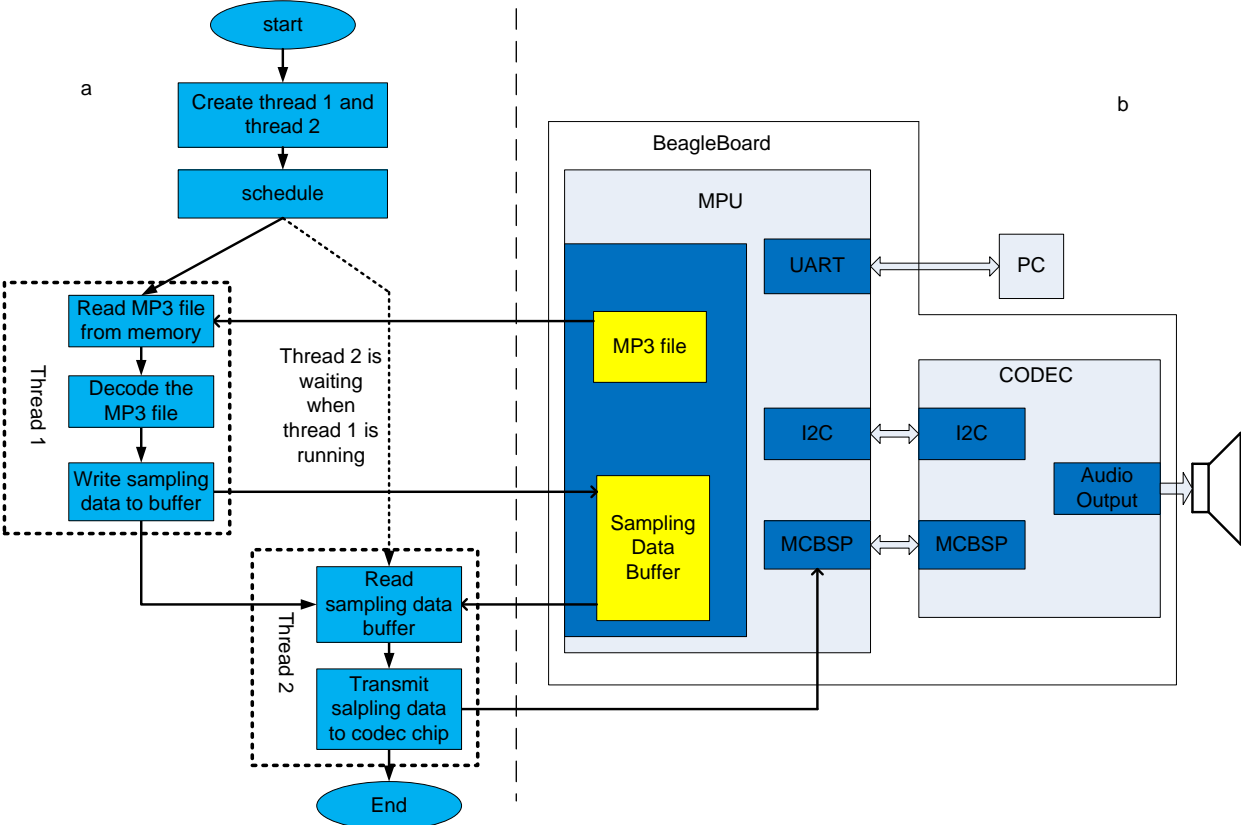 start
a
Create thread 1 and
thread 2
schedule
Read MP3 file
from memory
Decode the
MP3 file
Write sampling
data to buffer
Thread 1
Thread 2 is
waiting
when
thread 1 is
running
Read
sampling data
buffer
Transmit
salpling data
to codec chip
Thread 2
End
b
BeagleBoard
MPU
UART
PC
MP3 file
CODEC
I2C
I2C
Audio
Output
Sampling
Data
Buffer
MCBSP
MCBSP